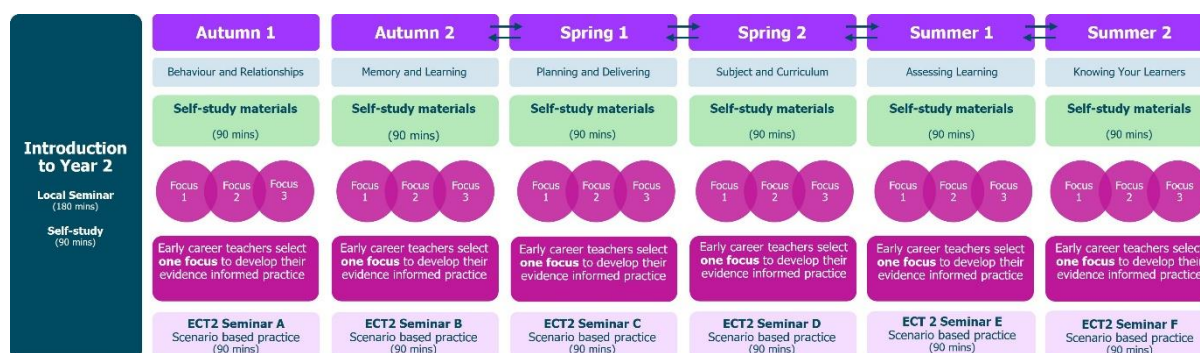 Introduction
to Year 2
Local Seminar
(180 mins)
Self-study
(90 mins)
Autumn 1
Behaviour and Relationships
Self-study materials
(90 mins)
Focus
1
Focus
2
Focus
3
Early career teachers select
one focus to develop their
evidence informed practice
ECT2 Seminar A
Scenario based practice
(90 mins)
Autumn 2
Memory and Learning
Self-study materials
(90 mins)
Focus
1
Focus
2
Focus
3
Early career teachers select
one focus to develop their
evidence informed practice
ECT2 Seminar B
Scenario based practice
(90 mins)
Spring 1
Planning and Delivering
Self-study materials
(90 mins)
Focus
1
Focus
2
Focus
3
Early career teachers select
one focus to develop their
evidence informed practice
ECT2 Seminar C
Scenario based practice
(90 mins)
Spring 2
Subject and Curriculum
Self-study materials
(90 mins)
Focus
1
Focus
2
Focus
3
Early career teachers select
one focus to develop their
evidence informed practice
ECT2 Seminar D
Scenario based practice
(90 mins)
Summer 1
Assessing Learning
Self-study materials
(90 mins)
Focus
1
Focus
2
Focus
3
Early career teachers select
one focus to develop their
evidence informed practice
ECT 2 Seminar E
Scenario based practice
(90 mins)
Summer 2
Knowing Your Learners
Self-study materials
(90 mins)
Focus
1
Focus
2
Focus
3
Early career teachers select
one focus to develop their
evidence informed practice
ECT2 Seminar F
Scenario based practice
(90 mins)